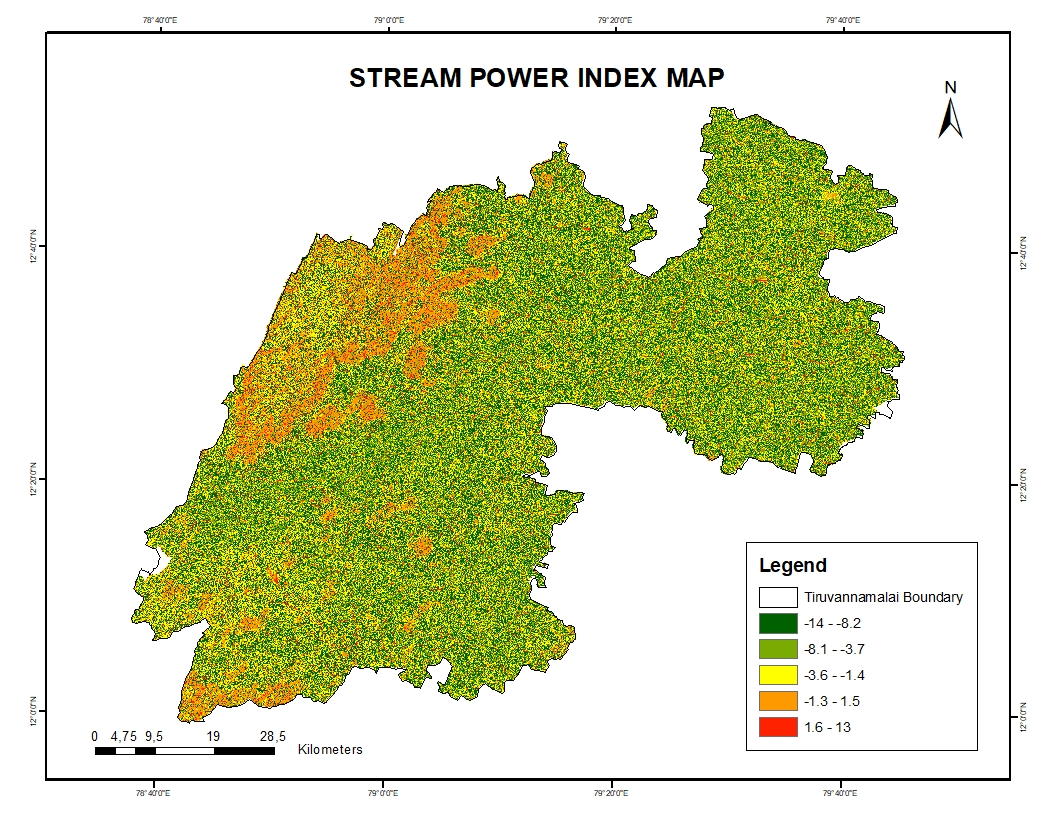 78°40'0"E 79°0'0"E 79°20'0"E 79°40'0"E
STREAM POWER INDEX MAP
N
12°40'0"N 12°40'0"N
12°20'0"N 12°20'0"N
12°0'0"N 12°0'0"N
Legend
Tiruvannamalai Boundary
-14 - -8.2
-8.1 - -3.7
-3.6 - -1.4
-1.3 - 1.5
1.6 - 13
0 4,75 9,5 19 28,5
Kilometers
78°40'0"E 79°0'0"E 79°20'0"E 79°40'0"E